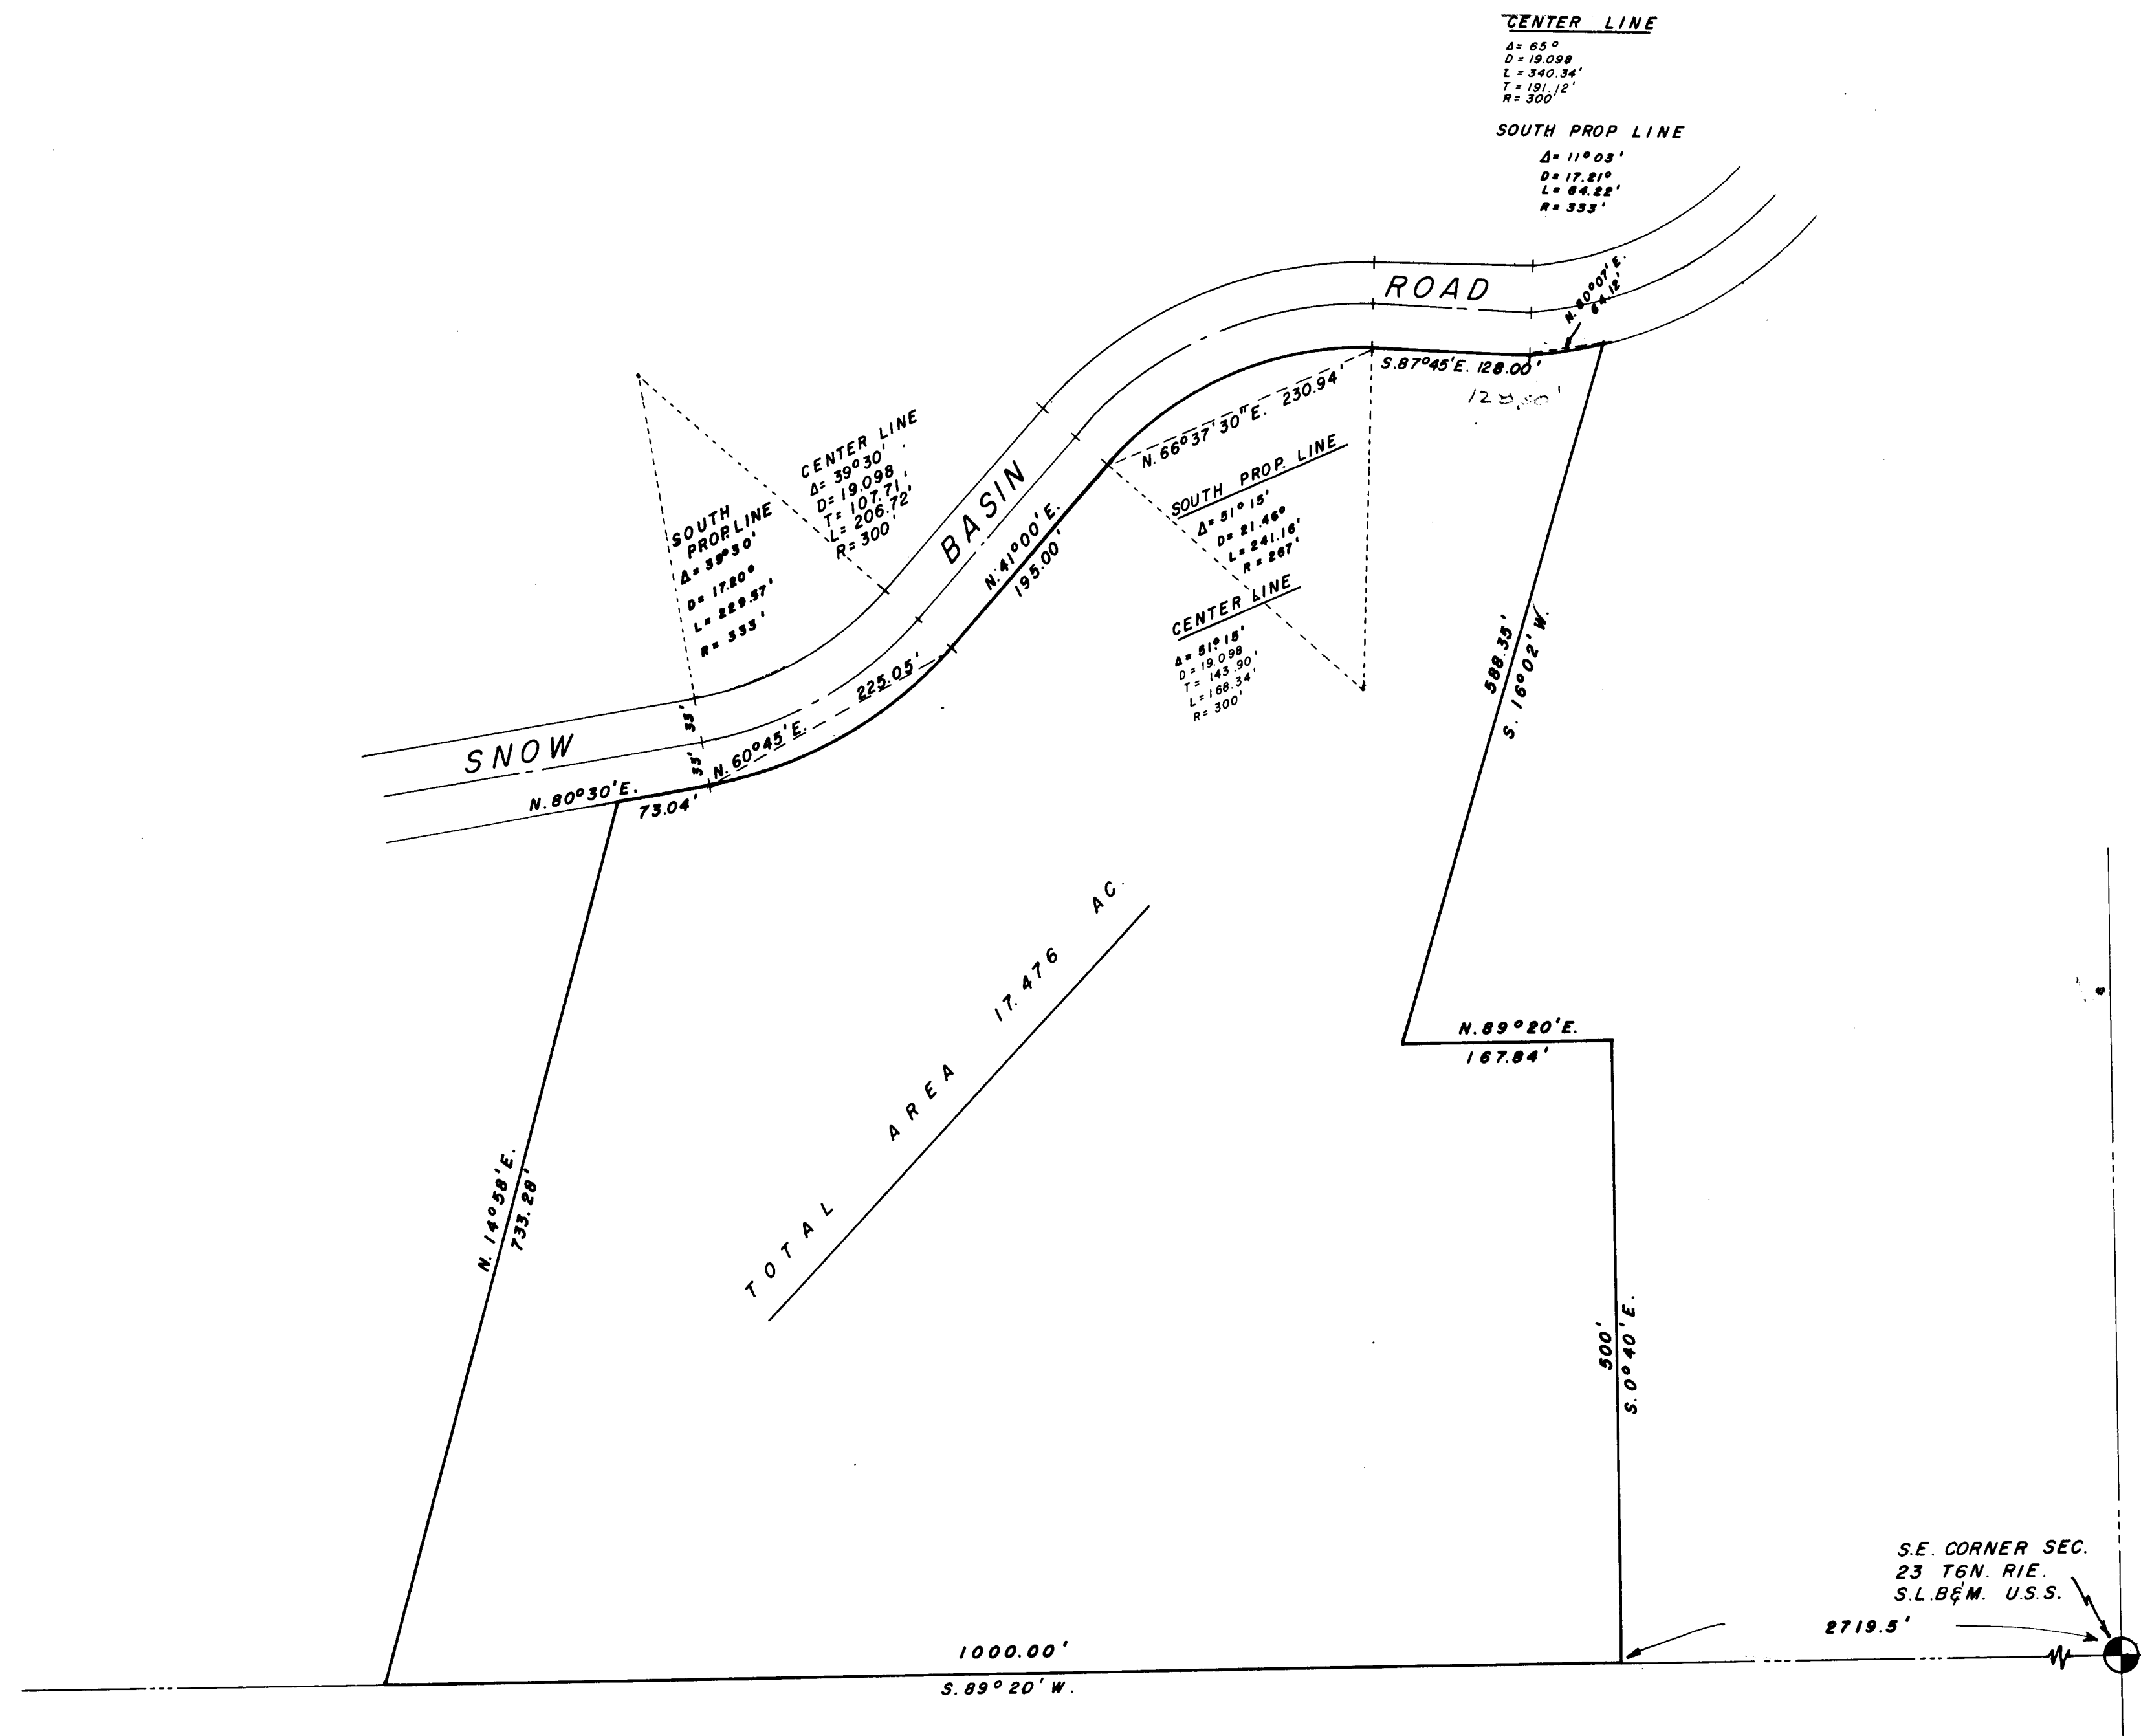 CENTER LINE
Δ= 65°
D = 19.098
L = 340.34'
T = 191.12'
R= 300'
SOUTH PROP LINE
Δ= 11°03'
D= 17.21°
L= 64.22'
R= 333'
N. 80°07'E.
64.12'
ROAD
S.87°45'E. 128.00'
N.66°37'30"E. 230.94'
SOUTH PROP. LINE
Δ= 51°15'
D= 21.46°
L= 241.16'
R= 267'
CENTER LINE
Δ= 51°15'
D= 19.098
T= 143.90'
L= 168.34'
R= 300'
CENTER LINE
Δ= 39°30'
D= 19.098
T= 107.71'
L= 206.72'
R= 300'
BASIN
N.41°00'E.
195.00'
SOUTH
PROP. LINE
Δ= 39°30'
D= 17.20°
L= 229.57'
R= 333'
225.05'
N. 60°45'E.
33'
33'
SNOW
N. 80°30'E.
73.04'
588.35'
S. 16°02' W.
N. 89°20'E.
167.84'
TOTAL AREA 17.476 AC.
N. 14°58'E.
733.28'
500'
S. 0°40'E.
S.E. CORNER SEC.
23 T6N. R1E.
S.L.B&M. U.S.S.
2719.5'
1000.00'
S. 89°20' W.